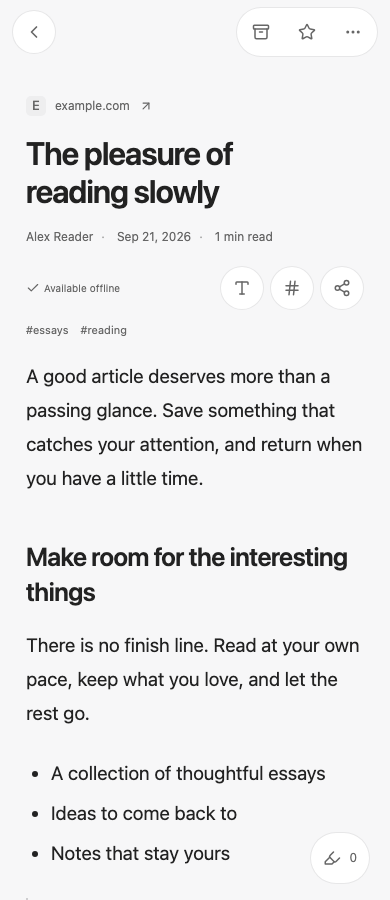 E example.com
The pleasure of
reading slowly
Alex Reader · Sep 21, 2026 · 1 min read
Available offline
#essays #reading
A good article deserves more than a
passing glance. Save something that
catches your attention, and return when
you have a little time.
Make room for the interesting
things
There is no finish line. Read at your own
pace, keep what you love, and let the
rest go.
• A collection of thoughtful essays
• Ideas to come back to
• Notes that stay yours
0